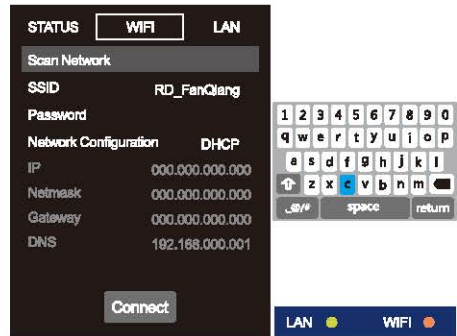 STATUS WIFI LAN
Scan Network
SSID RD_FanQiang
Password
Network Configuration DHCP
IP 000.000.000.000
Netmask 000.000.000.000
Gateway 000.000.000.000
DNS 192.168.000.001
Connect
1 2 3 4 5 6 7 8 9 0
q w e r t y u i o p
a s d f g h j k l
z x c v b n m
.@/# space return
LAN WIFI